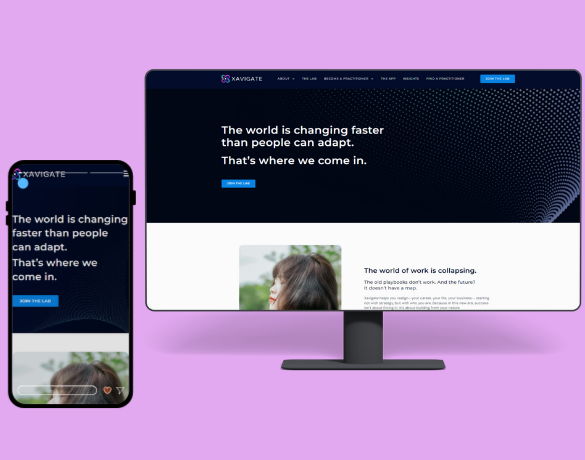 XAVIGATE
ABOUT
THE LAB
BECOME A PRACTITIONER
THE SPP
INSIGHTS
FIND A PRACTITIONER
JOIN THE LAB
The world is changing faster
than people can adapt.
That's where we come in.
JOIN THE LAB
The world of work is collapsing.
The old playbooks don't work. And the future?
It doesn't have a map.
XAVIGATE
The world is changing
faster than people
can adapt.
That's where we
come in.
JOIN THE LAB